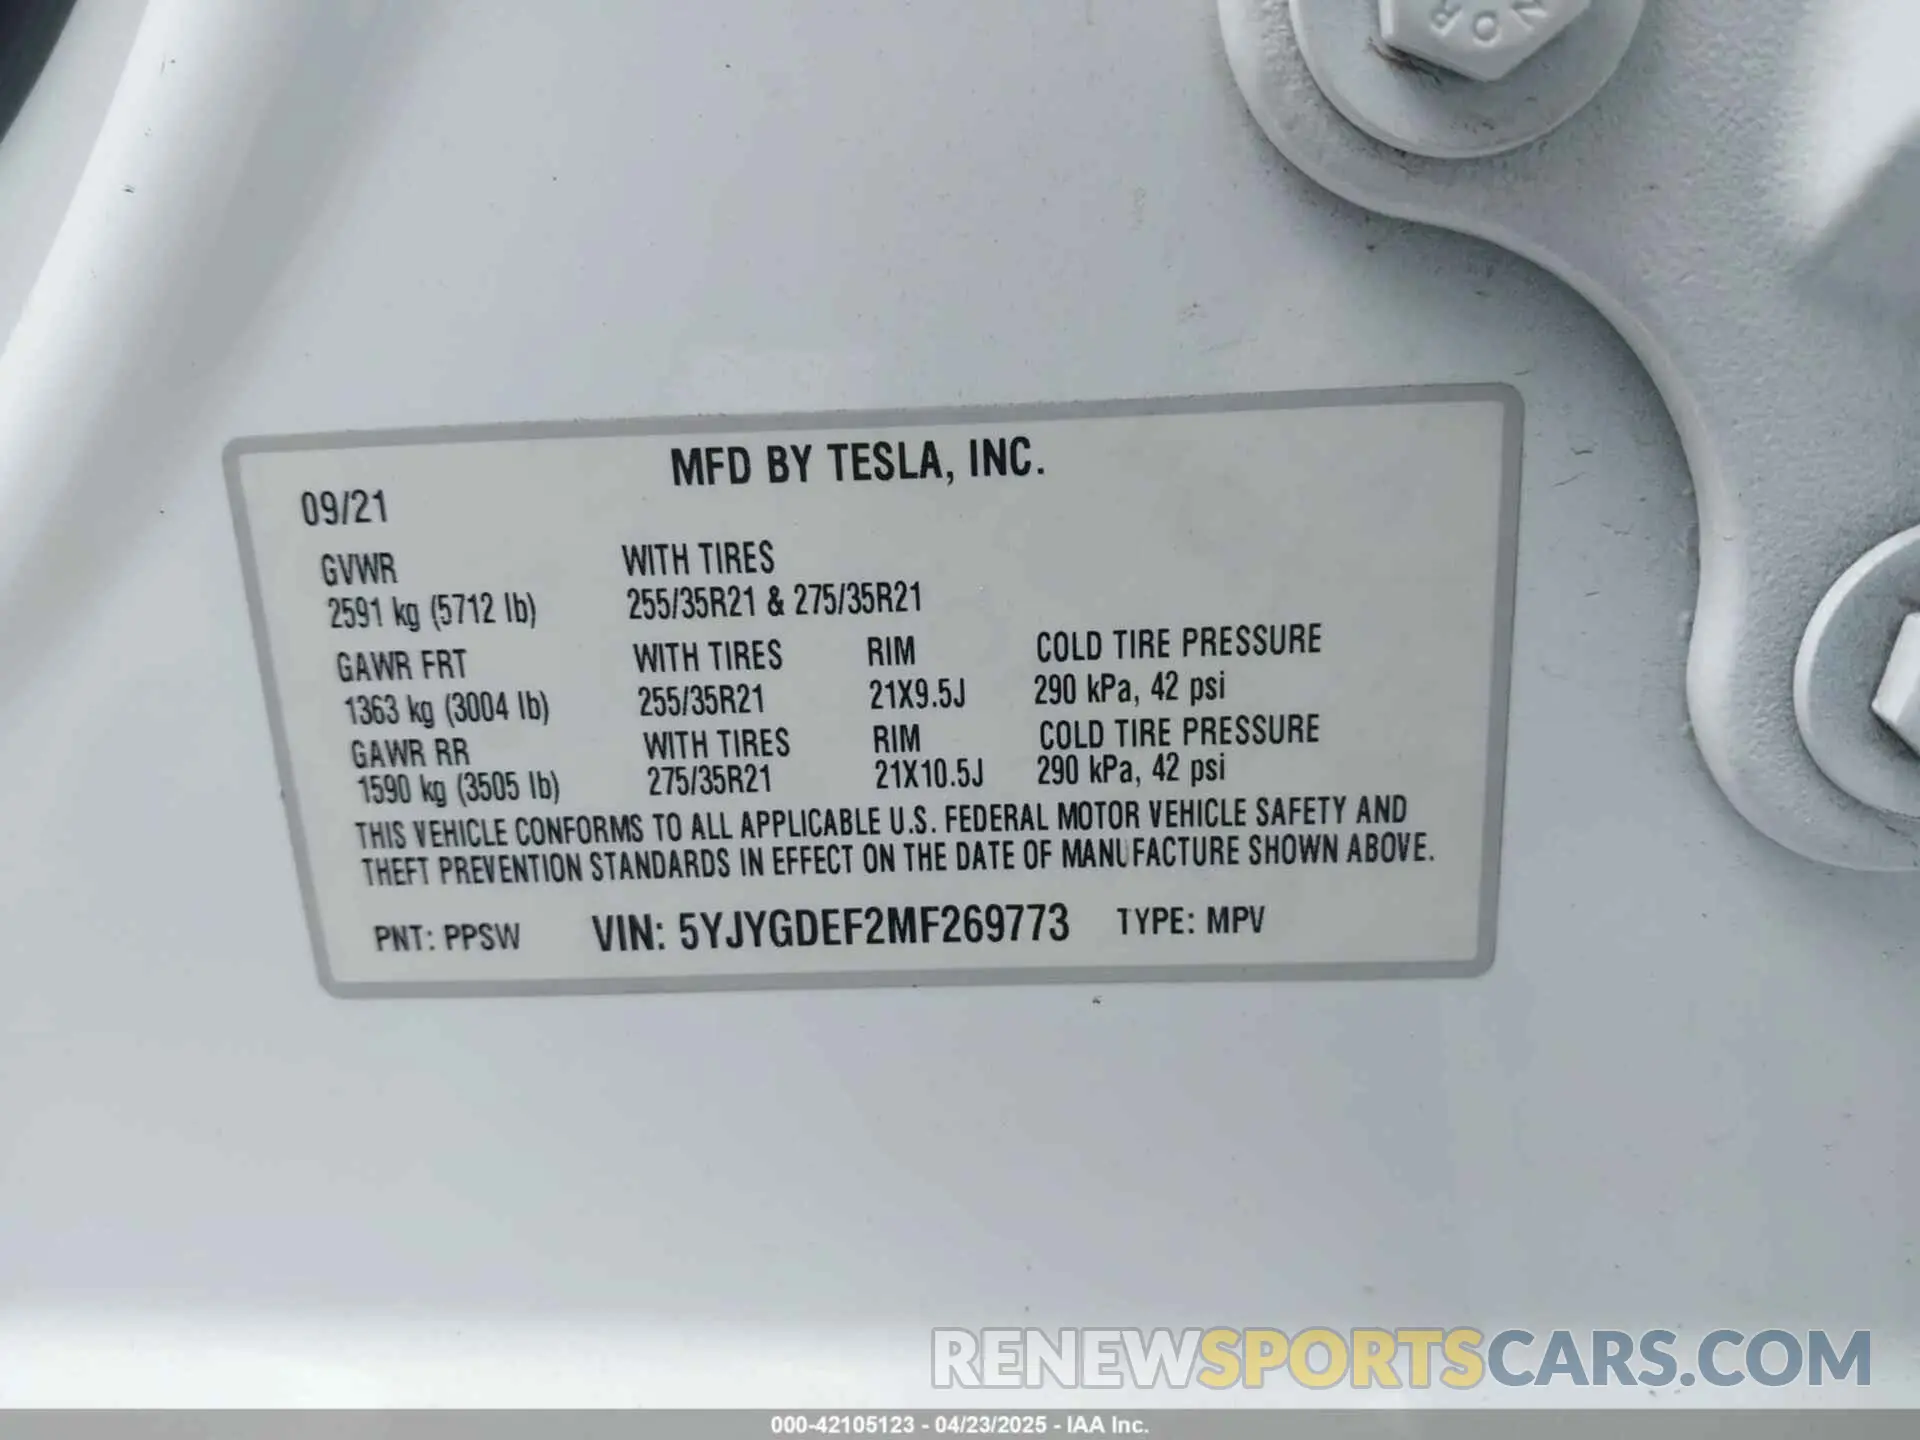 NOR
MFD BY TESLA, INC.
09/21
GVWR WITH TIRES
2591 kg (5712 lb) 255/35R21 & 275/35R21
GAWR FRT WITH TIRES RIM COLD TIRE PRESSURE
1363 kg (3004 lb) 255/35R21 21X9.5J 290 kPa, 42 psi
GAWR RR WITH TIRES RIM COLD TIRE PRESSURE
1590 kg (3505 lb) 275/35R21 21X10.5J 290 kPa, 42 psi
THIS VEHICLE CONFORMS TO ALL APPLICABLE U.S. FEDERAL MOTOR VEHICLE SAFETY AND
THEFT PREVENTION STANDARDS IN EFFECT ON THE DATE OF MANUFACTURE SHOWN ABOVE.
PNT: PPSW VIN: 5YJYGDEF2MF269773 TYPE: MPV
RENEWSPORTSCARS.COM
000-42105123 - 04/23/2025 - IAA Inc.